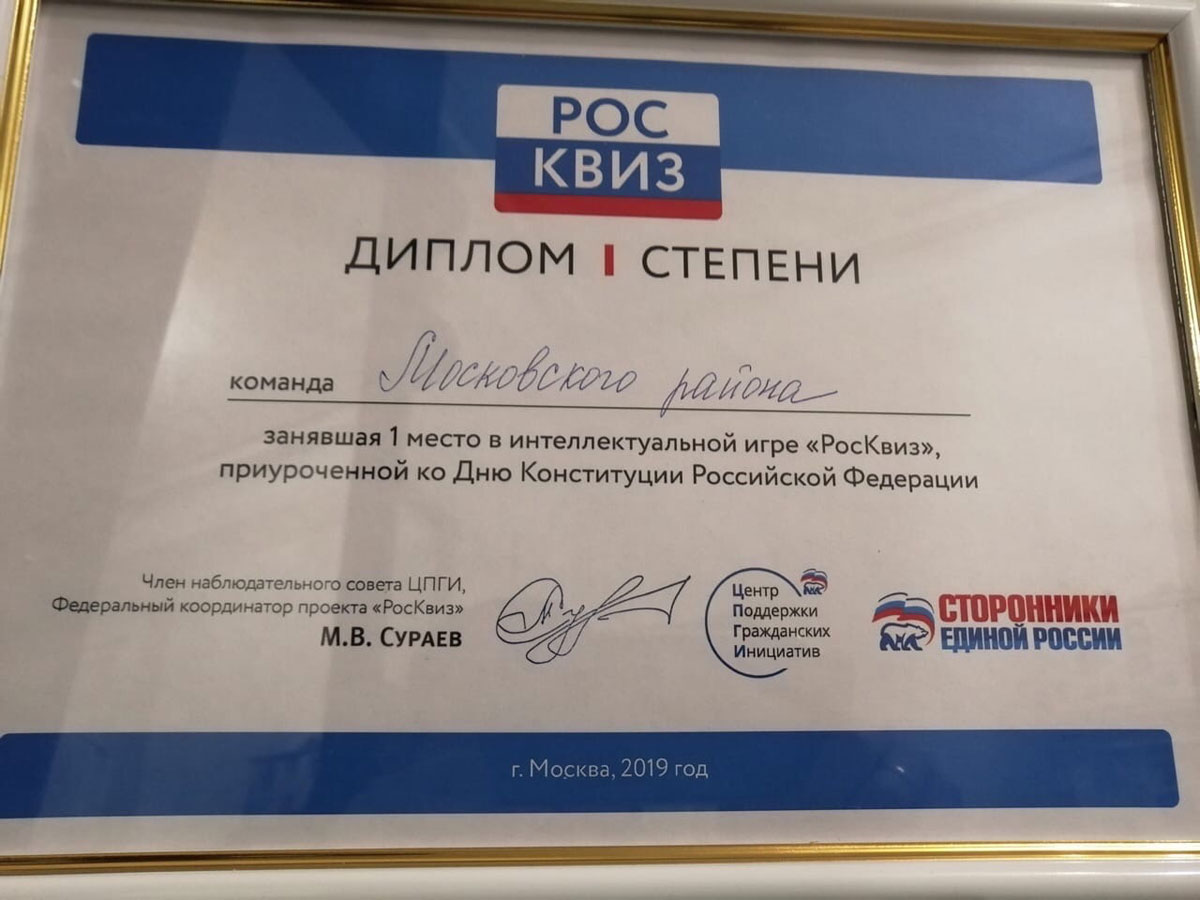 РОС
КВИЗ
ДИПЛОМ I СТЕПЕНИ
команда Московского района
занявшая 1 место в интеллектуальной игре «РосКвиз»,
приуроченной ко Дню Конституции Российской Федерации
Член наблюдательного совета ЦПГИ,
Федеральный координатор проекта «РосКвиз»
М.В. СУРАЕВ
Центр
Поддержки
Гражданских
Инициатив
СТОРОННИКИ
ЕДИНОЙ РОССИИ
г. Москва, 2019 год